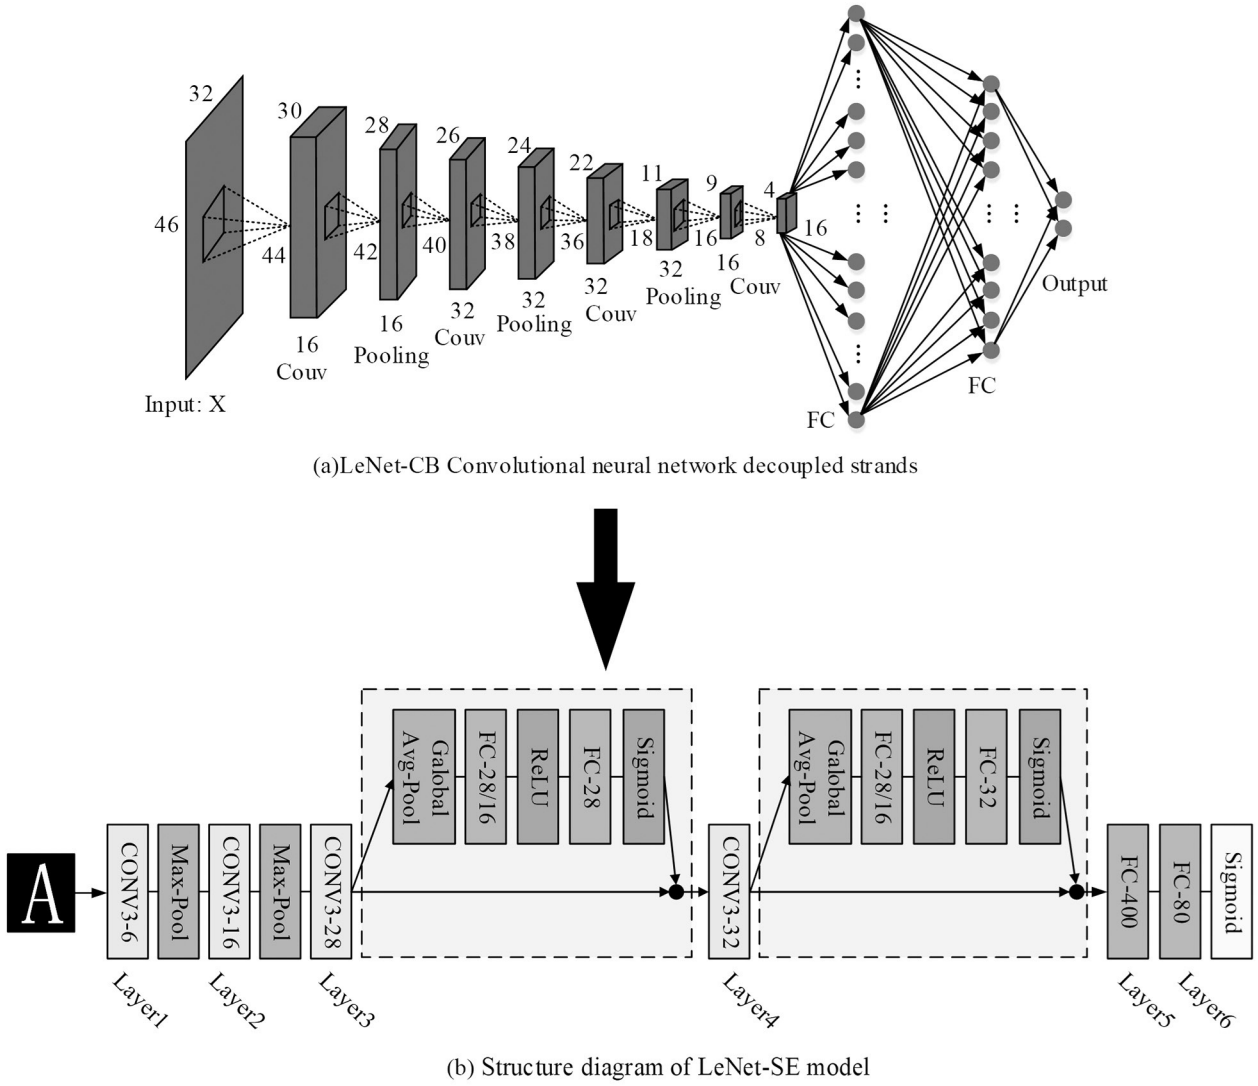 32
46
Input: X
30
44
16
Couv
28
42
16
Pooling
26
40
32
Couv
24
38
32
Pooling
22
36
32
Couv
11
18
32
Pooling
9
16
16
Couv
4
8
16
FC
FC
Output
(a)LeNet-CB Convolutional neural network decoupled strands
A
CONV3-6
Max-Pool
CONV3-16
Max-Pool
CONV3-28
Galobal
Avg-Pool
FC-28/16
ReLU
FC-28
Sigmoid
CONV3-32
Galobal
Avg-Pool
FC-28/16
ReLU
FC-32
Sigmoid
FC-400
FC-80
Sigmoid
Layer1
Layer2
Layer3
Layer4
Layer5
Layer6
(b) Structure diagram of LeNet-SE model